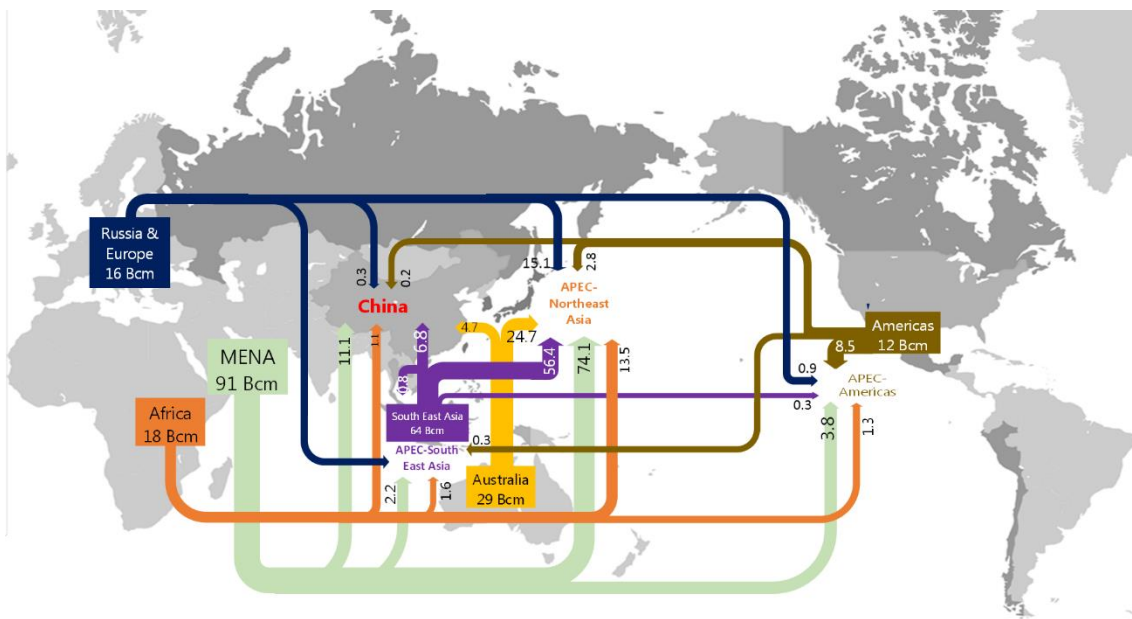 Russia &
Europe
16 Bcm
0.3
0.2
15.1
2.8
China
APEC-
Northeast
Asia
MENA
91 Bcm
11.1
1.1
6.8
4.7
24.7
56.4
74.1
13.5
0.8
Americas
12 Bcm
8.5
0.9
APEC-
Americas
0.3
3.8
1.3
Africa
18 Bcm
South East Asia
64 Bcm
0.3
APEC-South
East Asia
2.2
1.6
Australia
29 Bcm